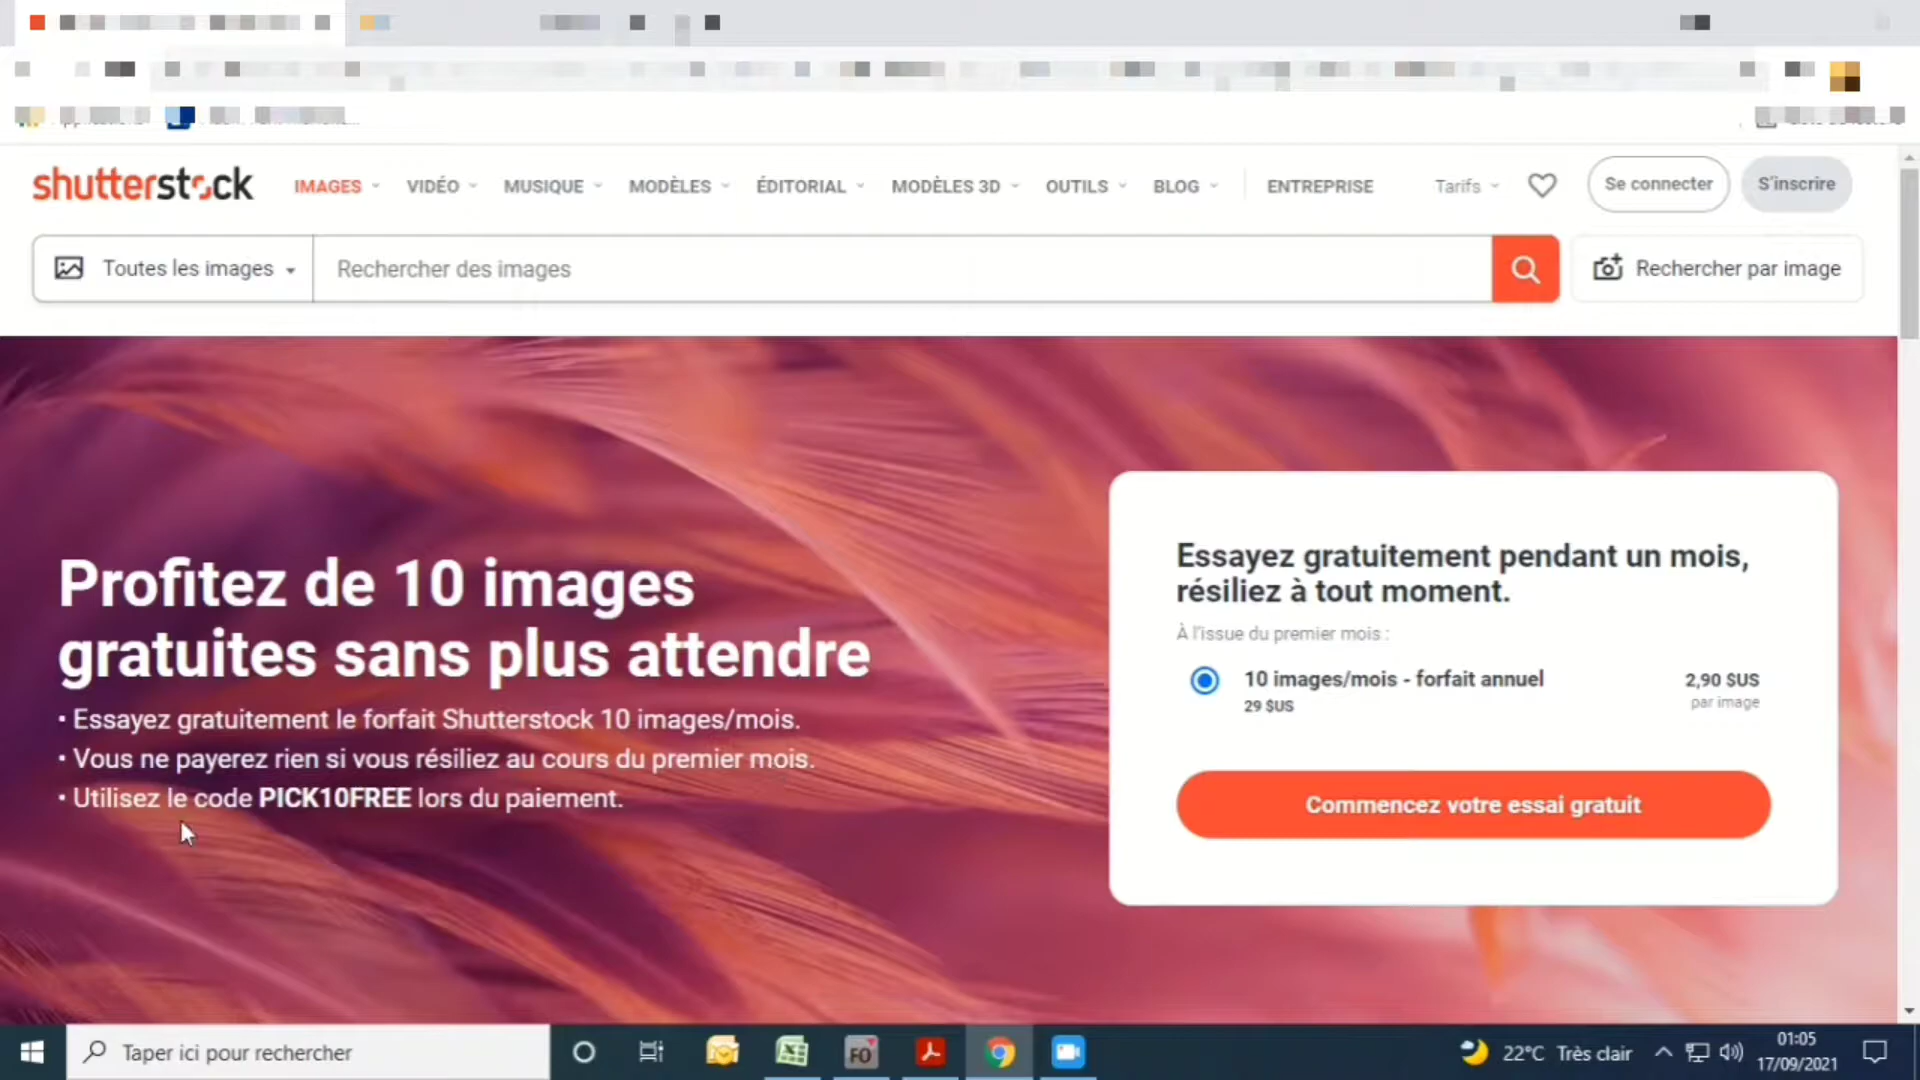 shutterstock
IMAGES VIDÉO MUSIQUE MODÈLES ÉDITORIAL MODÈLES 3D OUTILS BLOG ENTREPRISE Tarifs Se connecter S'inscrire
Toutes les images Rechercher des images Rechercher par image
Profitez de 10 images
gratuites sans plus attendre
• Essayez gratuitement le forfait Shutterstock 10 images/mois.
• Vous ne payerez rien si vous résiliez au cours du premier mois.
• Utilisez le code PICK10FREE lors du paiement.
Essayez gratuitement pendant un mois,
résiliez à tout moment.
À l'issue du premier mois :
10 images/mois - forfait annuel 2,90 $US
29 $US par image
Commencez votre essai gratuit
Taper ici pour rechercher
FO
22°C Très clair
01:05
17/09/2021